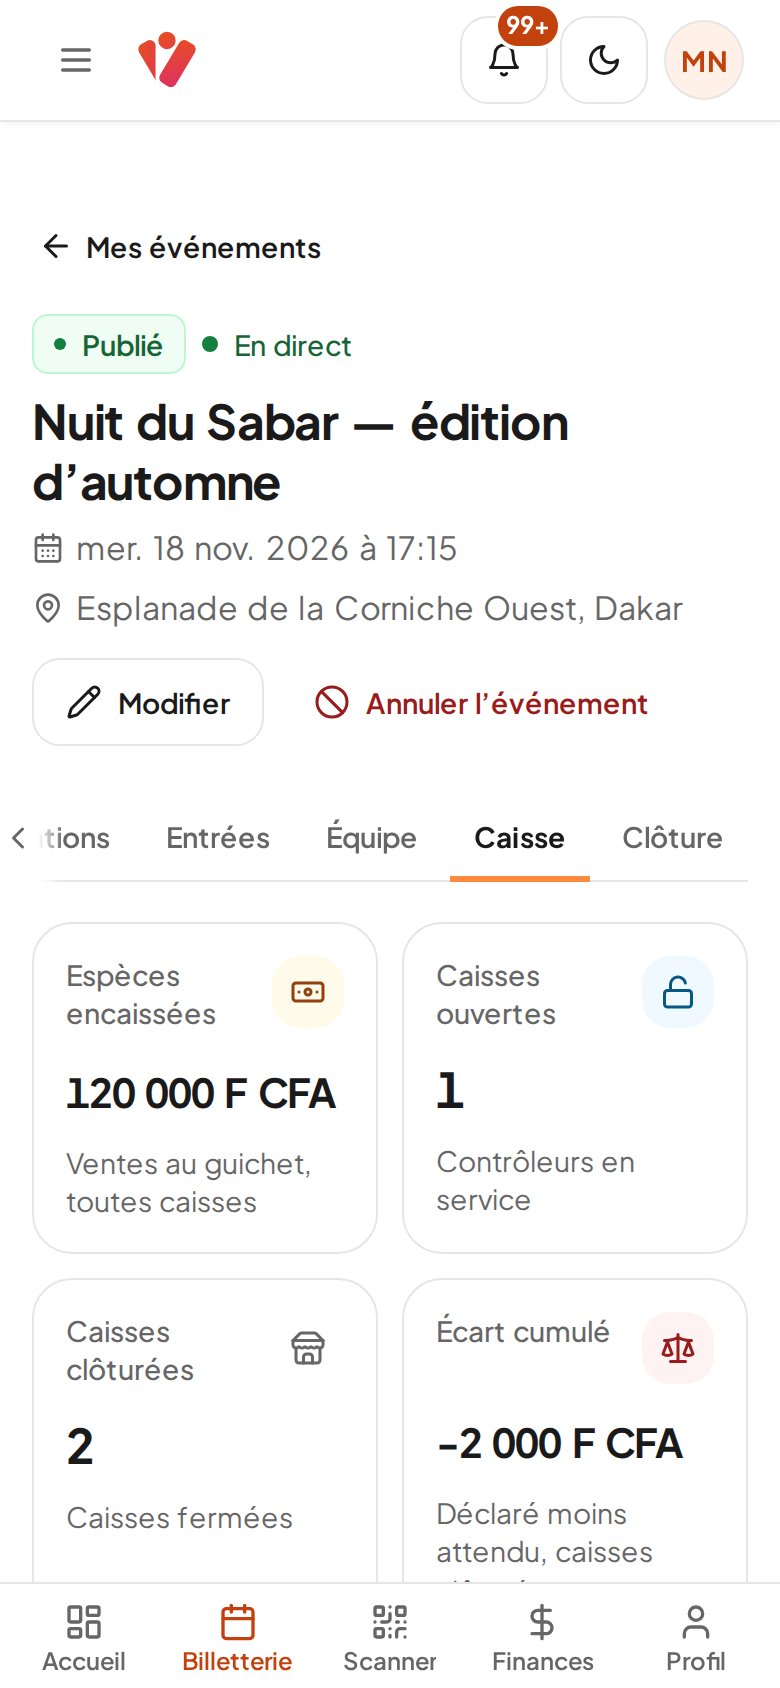 99+
MN
Mes événements
Publié
En direct
Nuit du Sabar — édition
d’automne
mer. 18 nov. 2026 à 17:15
Esplanade de la Corniche Ouest, Dakar
Modifier
Annuler l’événement
tions
Entrées
Équipe
Caisse
Clôture
Espèces
encaissées
120 000 F CFA
Ventes au guichet,
toutes caisses
Caisses
ouvertes
1
Contrôleurs en
service
Caisses
clôturées
2
Caisses fermées
Écart cumulé
−2 000 F CFA
Déclaré moins
attendu, caisses
Accueil
Billetterie
Scanner
Finances
Profil